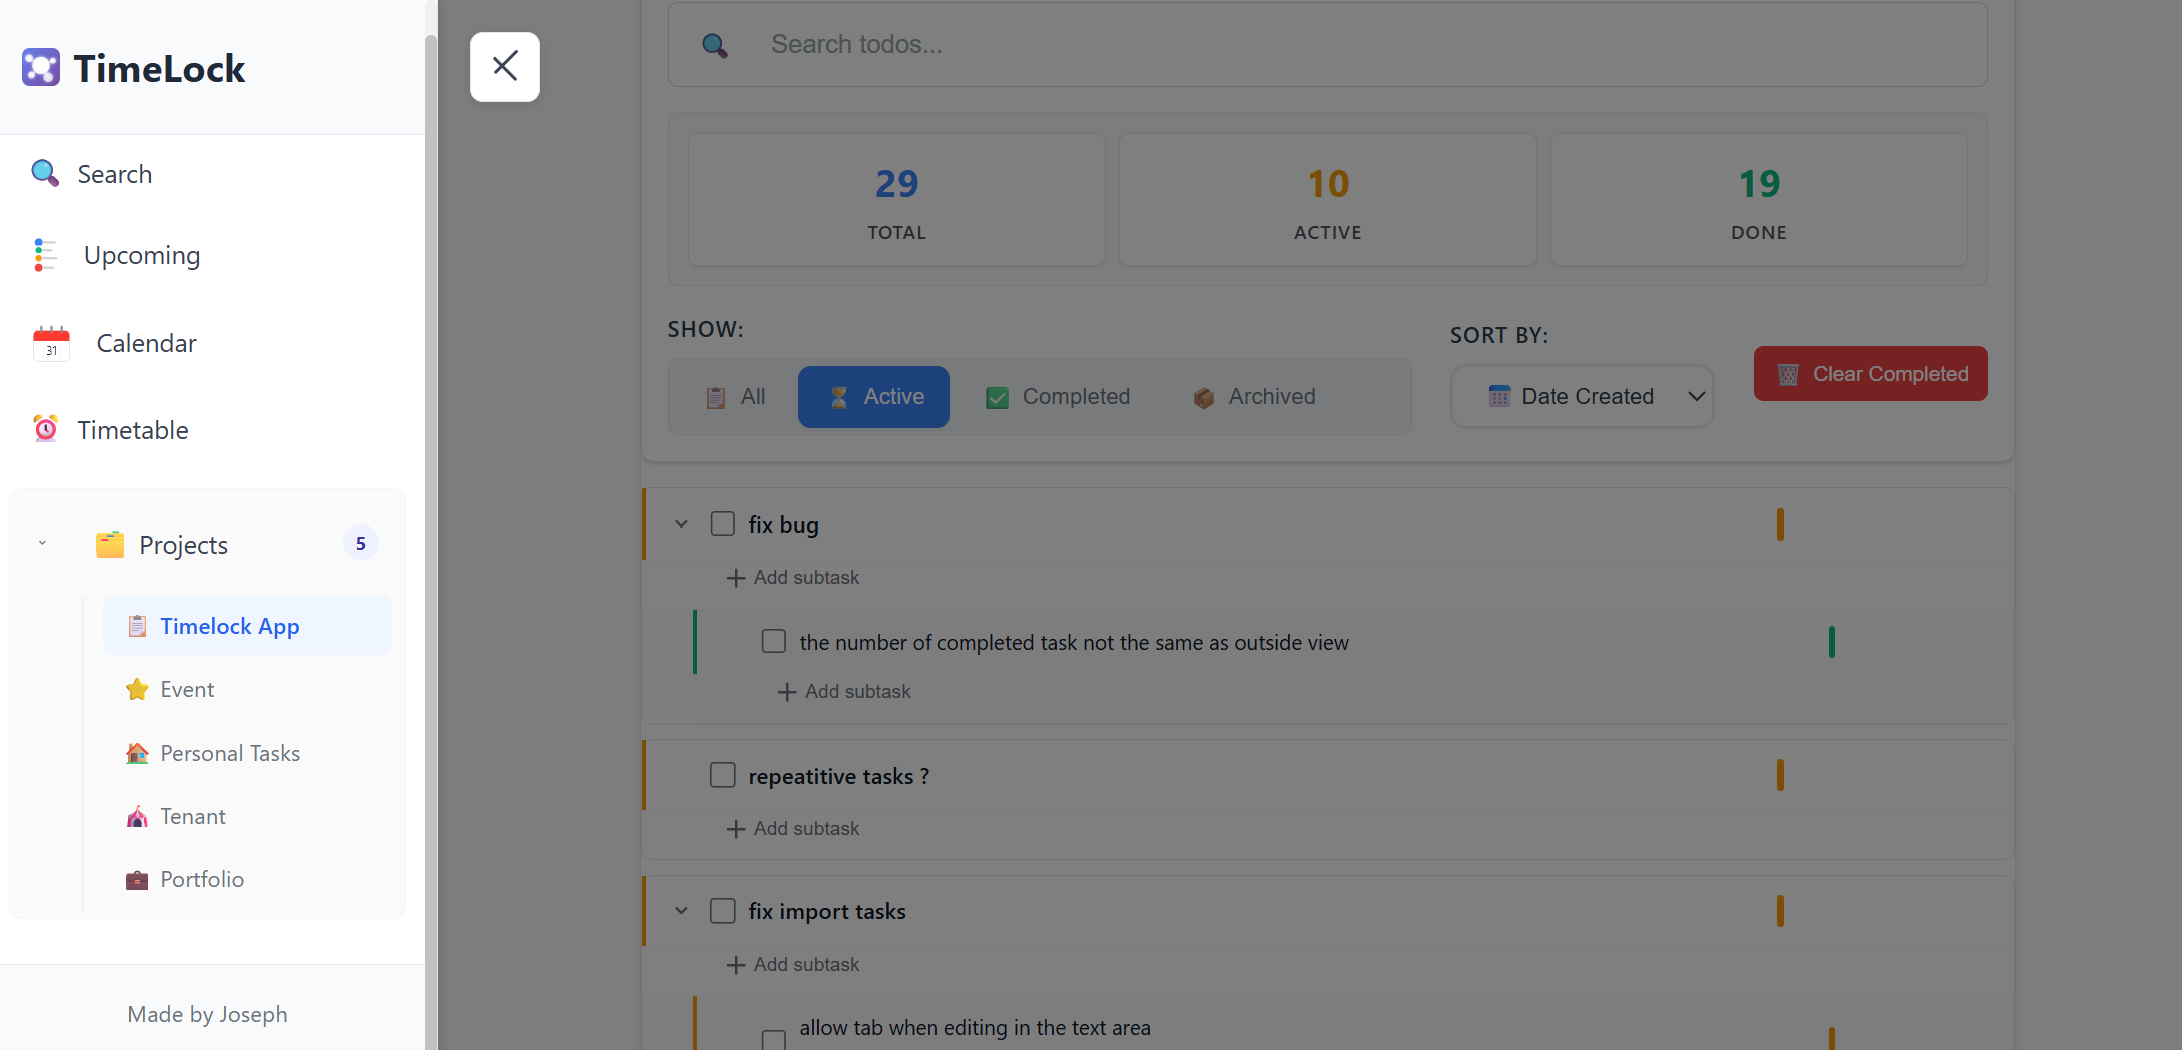 TimeLock
Search
Upcoming
31
Calendar
Timetable
Projects
5
Timelock App
Event
Personal Tasks
Tenant
Portfolio
Made by Joseph
Search todos...
29
TOTAL
10
ACTIVE
19
DONE
SHOW:
All
Active
Completed
Archived
SORT BY:
Date Created
Clear Completed
fix bug
Add subtask
the number of completed task not the same as outside view
Add subtask
repeatitive tasks ?
Add subtask
fix import tasks
Add subtask
allow tab when editing in the text area